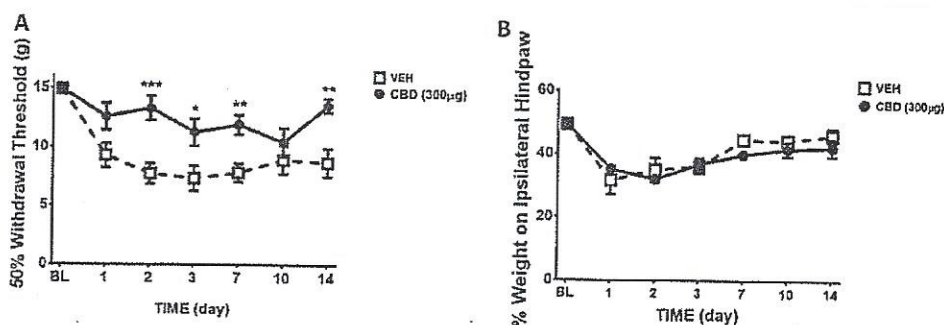 A
50% Withdrawal Threshold (g)
VEH
CBD (300µg)
15
10
5
0
***
*
**
**
BL 1 2 3 7 10 14
TIME (day)
B
% Weight on Ipsilateral Hindpaw
VEH
CBD (300µg)
60
40
20
0
BL 1 2 3 7 10 14
TIME (day)